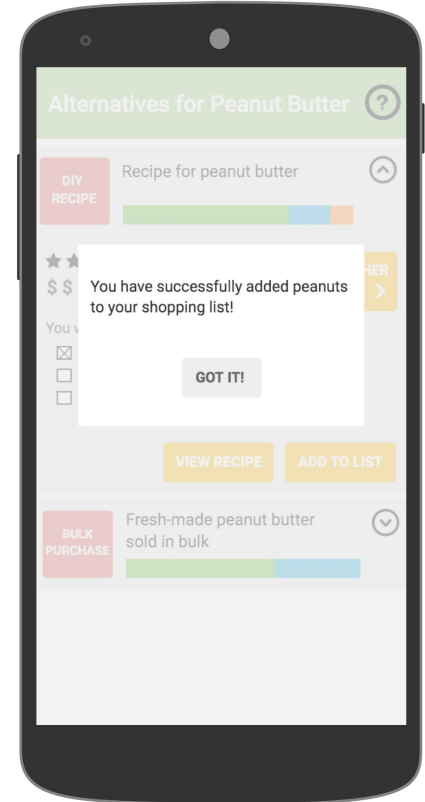 Alternatives for Peanut Butter ?
DIY
RECIPE
Recipe for peanut butter
$ $
You have successfully added peanuts
to your shopping list!
GOT IT!
VIEW RECIPE
ADD TO LIST
BULK
PURCHASE
Fresh-made peanut butter
sold in bulk